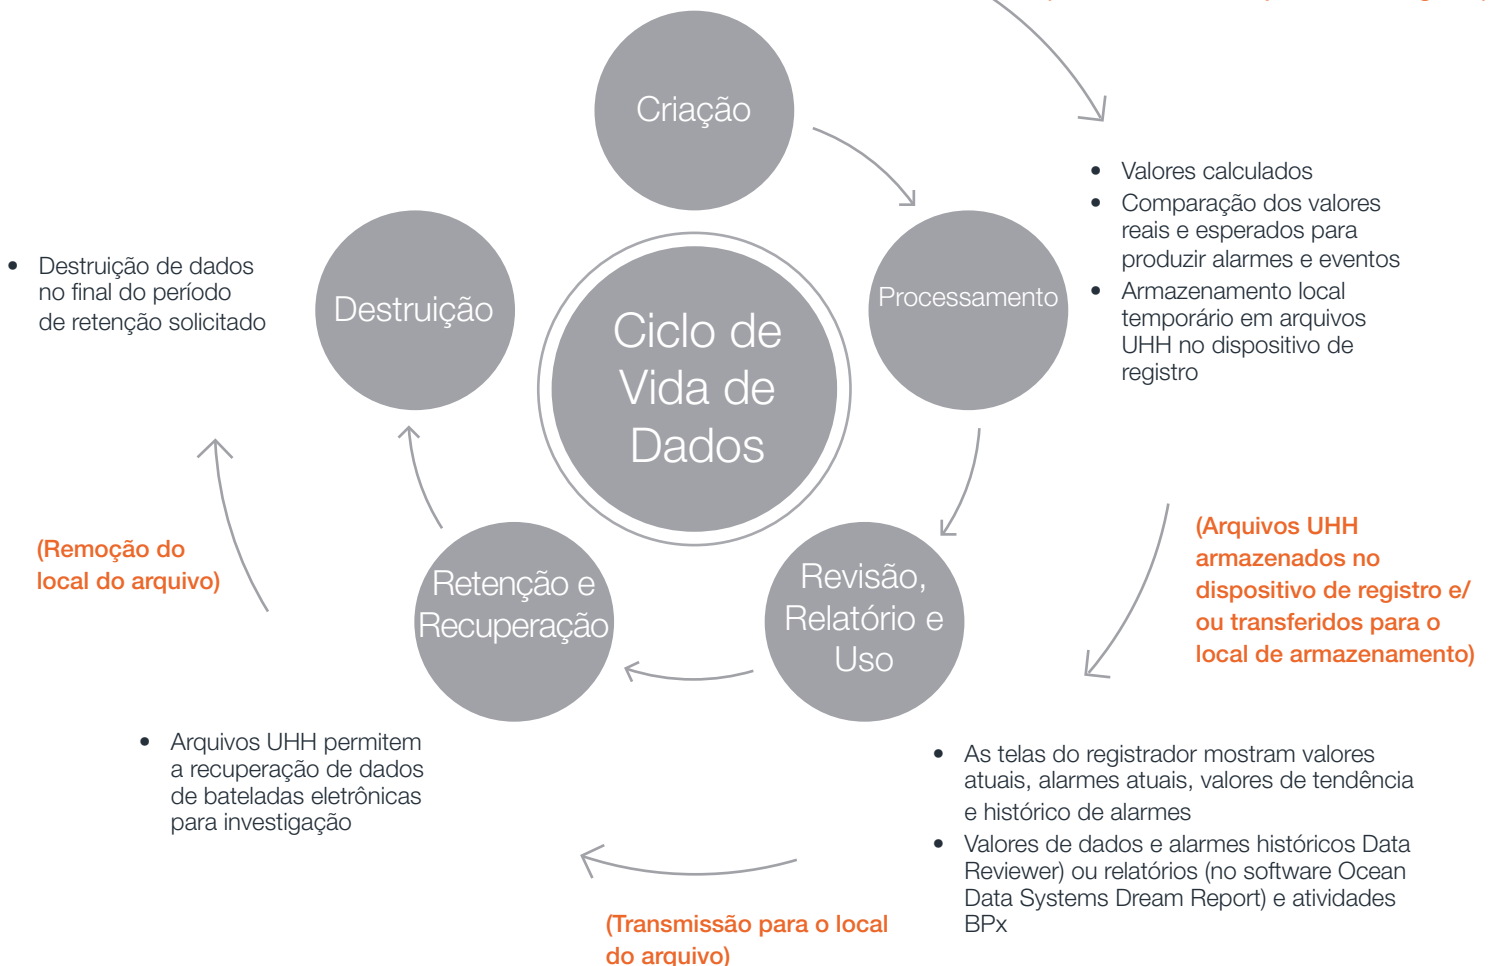 Criação
• Valores calculados
• Comparação dos valores
reais e esperados para
produzir alarmes e eventos
• Armazenamento local
temporário em arquivos
UHH no dispositivo de
registro
Processamento
• Destruição de dados
no final do período
de retenção solicitado
Destruição
Ciclo de
Vida de
Dados
(Remoção do
local do arquivo)
(Arquivos UHH
armazenados no
dispositivo de registro e/
ou transferidos para o
local de armazenamento)
Retenção e
Recuperação
Revisão,
Relatório e
Uso
• Arquivos UHH permitem
a recuperação de dados
de bateladas eletrônicas
para investigação
• As telas do registrador mostram valores
atuais, alarmes atuais, valores de tendência
e histórico de alarmes
• Valores de dados e alarmes históricos Data
Reviewer) ou relatórios (no software Ocean
Data Systems Dream Report) e atividades
BPx
(Transmissão para o local
do arquivo)